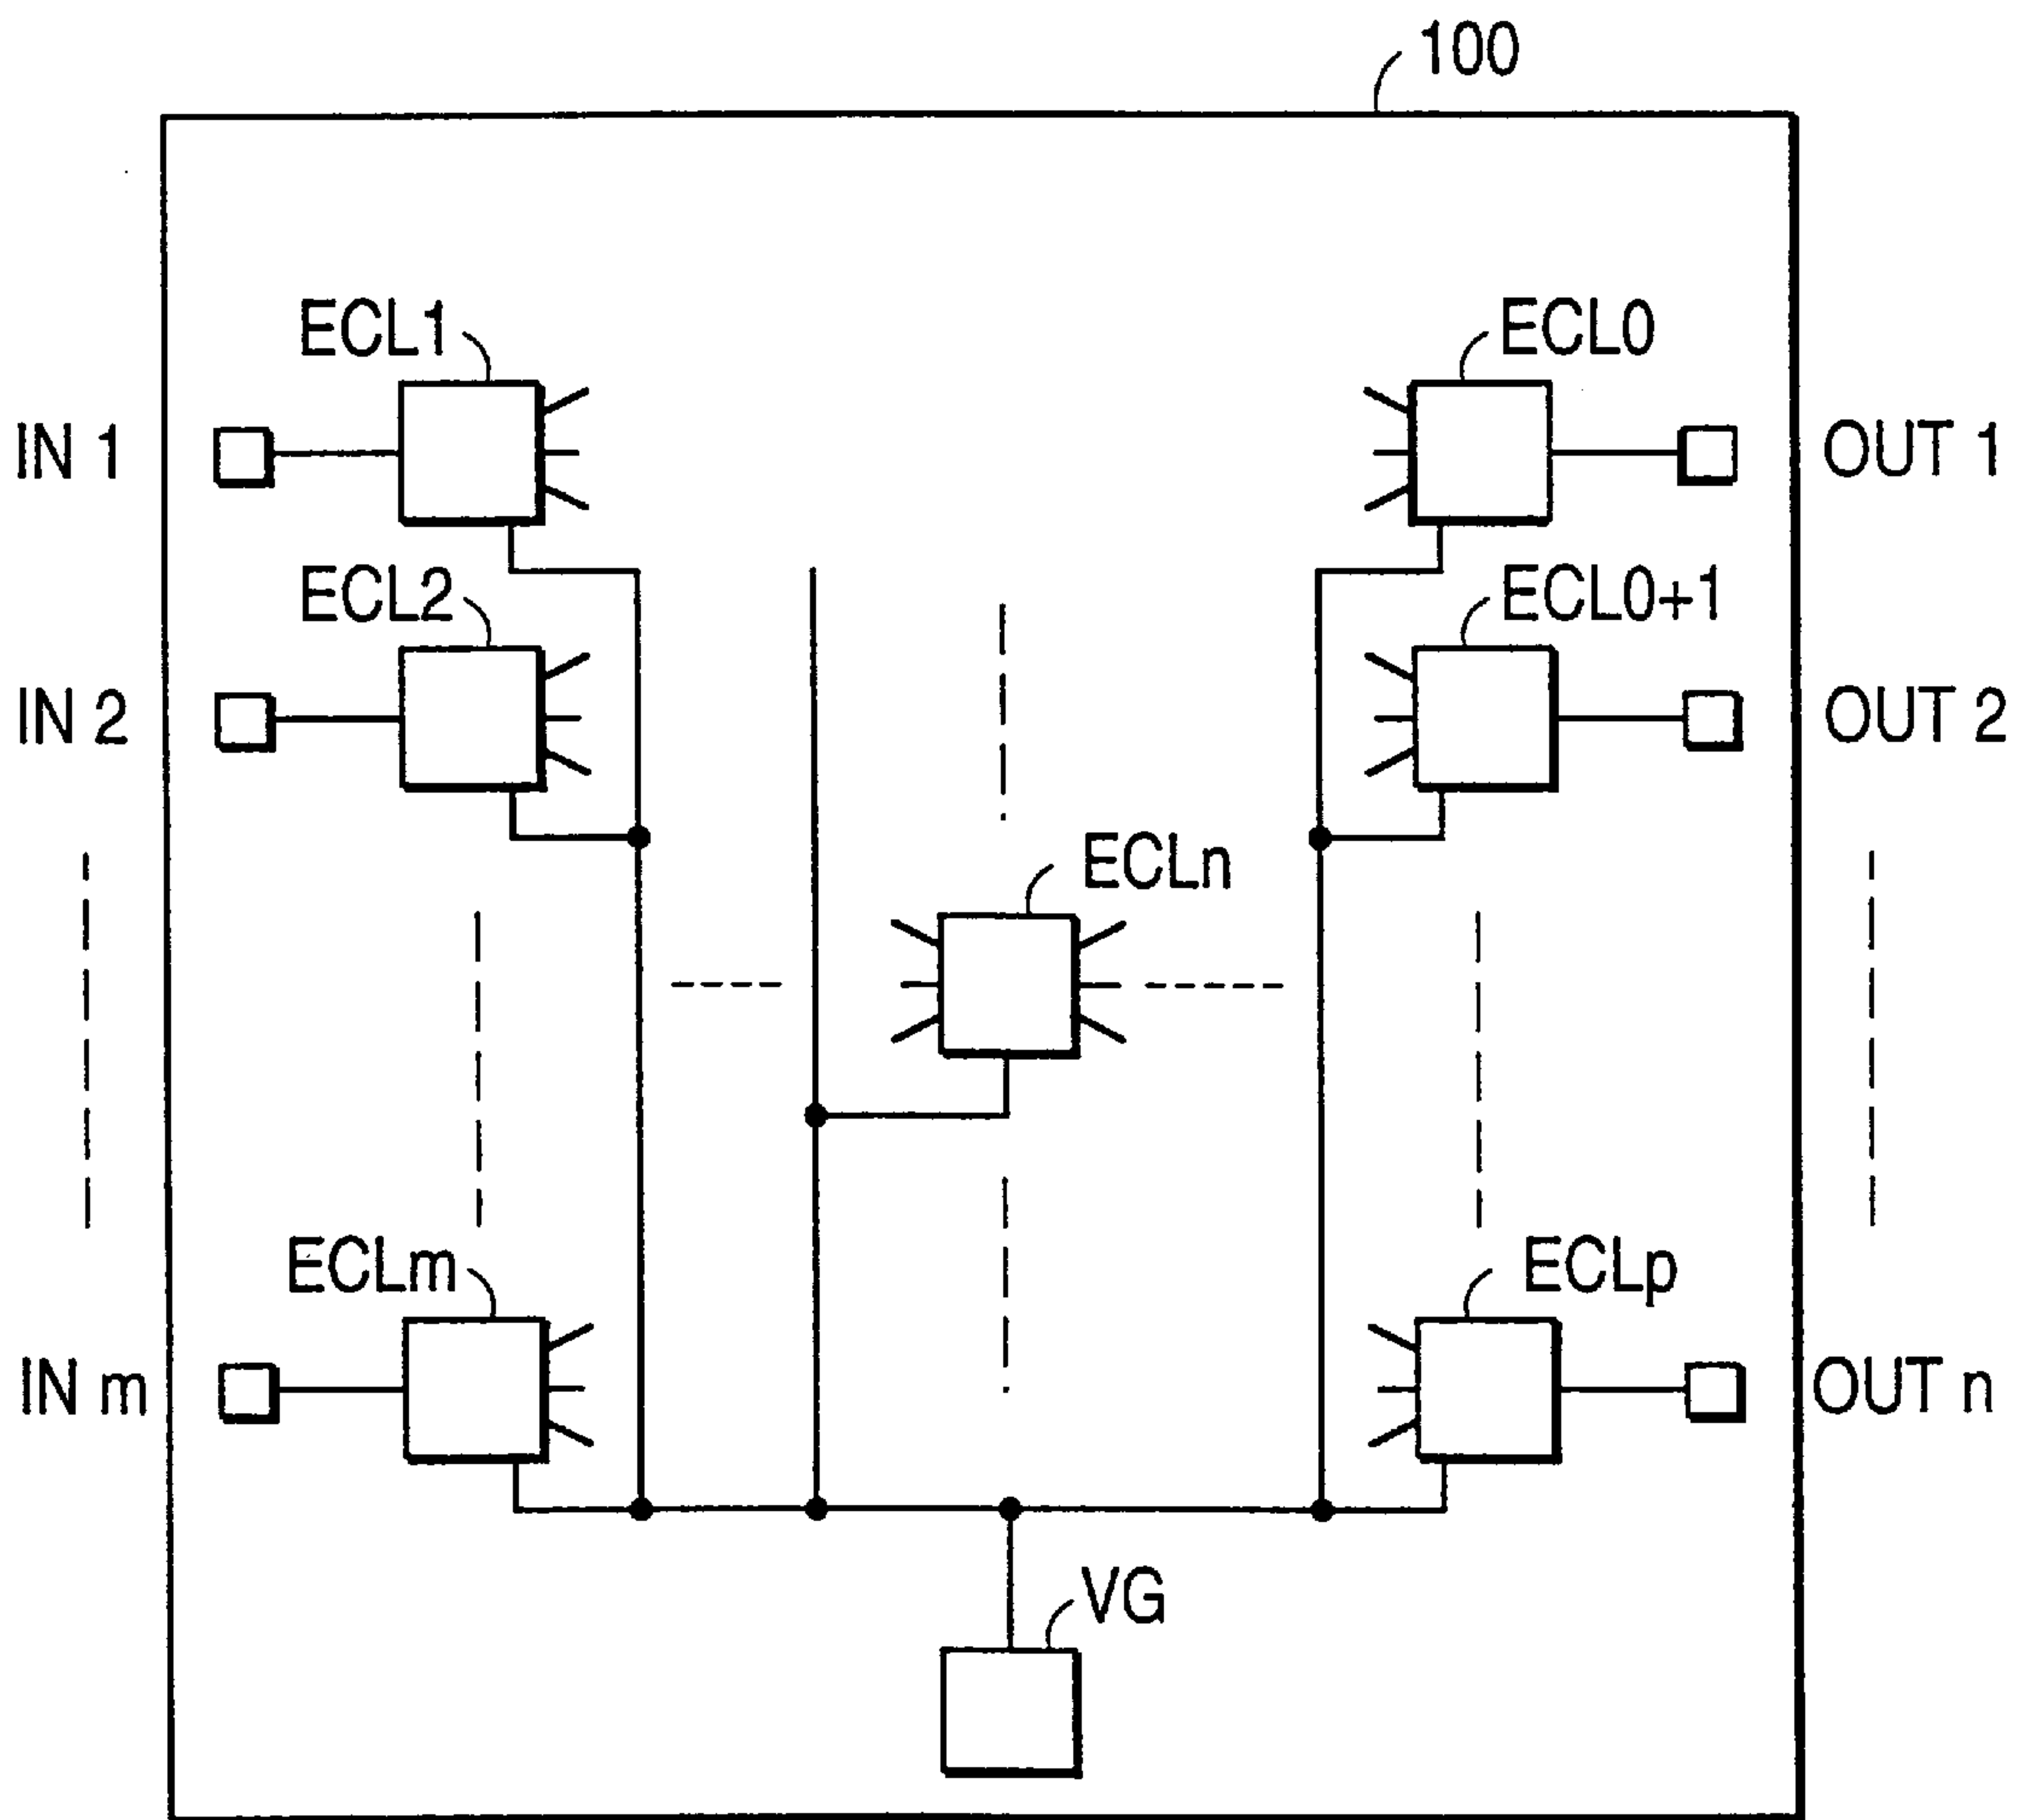 100
ECL1
ECL0
IN 1
OUT 1
ECL2
ECL0+1
IN 2
OUT 2
ECLn
ECLm
ECLp
IN m
OUT n
VG